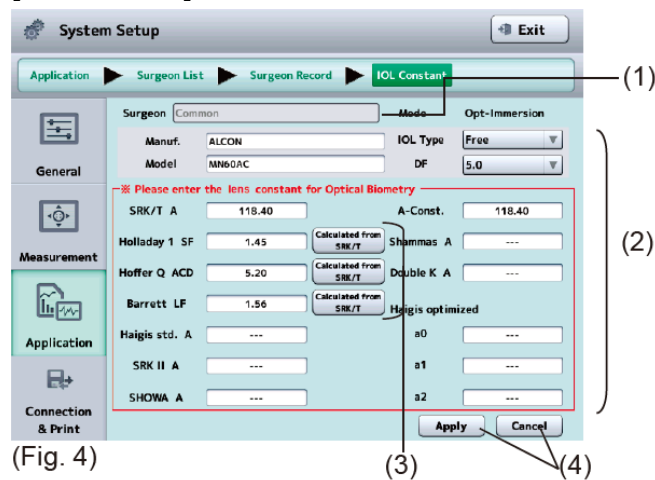 System Setup
Exit
Application
Surgeon List
Surgeon Record
IOL Constant
(1)
Surgeon Common
Mode
Opt-Immersion
Manuf. ALCON
IOL Type Free
Model MN60AC
DF 5.0
General
※ Please enter the lens constant for Optical Biometry
SRK/T A 118.40
A-Const. 118.40
Holladay 1 SF 1.45
Calculated from
SRK/T
Shammas A ---
(2)
Measurement
Hoffer Q ACD 5.20
Calculated from
SRK/T
Double K A ---
Barrett LF 1.56
Calculated from
SRK/T
Haigis optimized
Application
Haigis std. A ---
a0 ---
SRK II A ---
a1 ---
SHOWA A ---
a2 ---
Connection
& Print
Apply
Cancel
(Fig. 4)
(3)
(4)